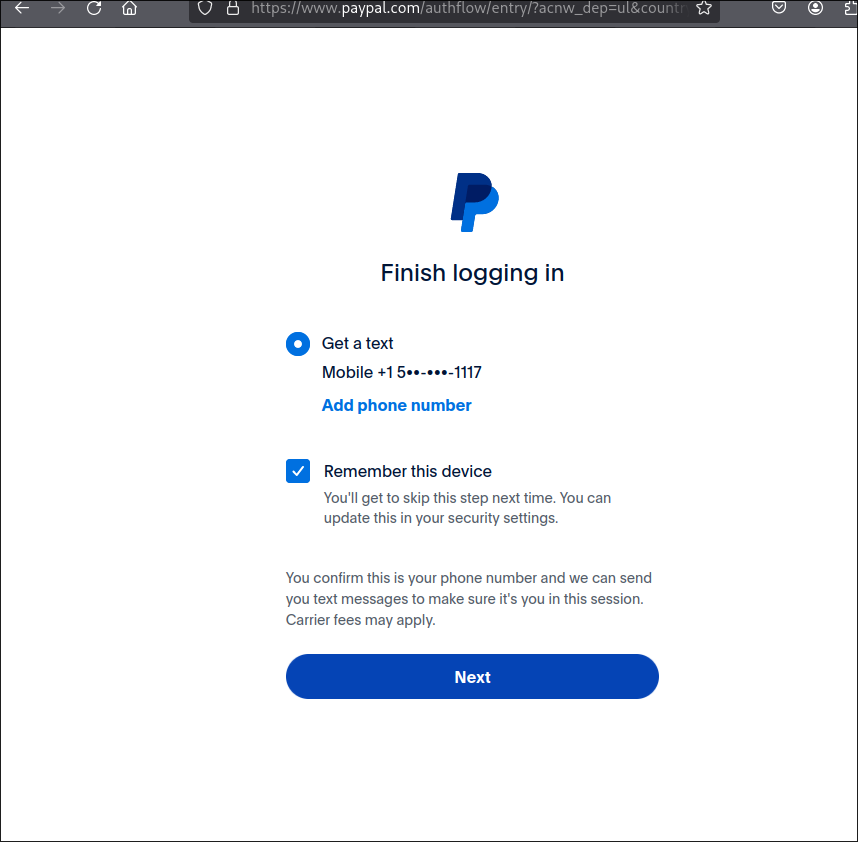 https://www.paypal.com/authflow/entry/?acnw_dep=ul&countr
Finish logging in
Get a text
Mobile +1 5••-•••-1117
Add phone number
Remember this device
You'll get to skip this step next time. You can
update this in your security settings.
You confirm this is your phone number and we can send
you text messages to make sure it's you in this session.
Carrier fees may apply.
Next